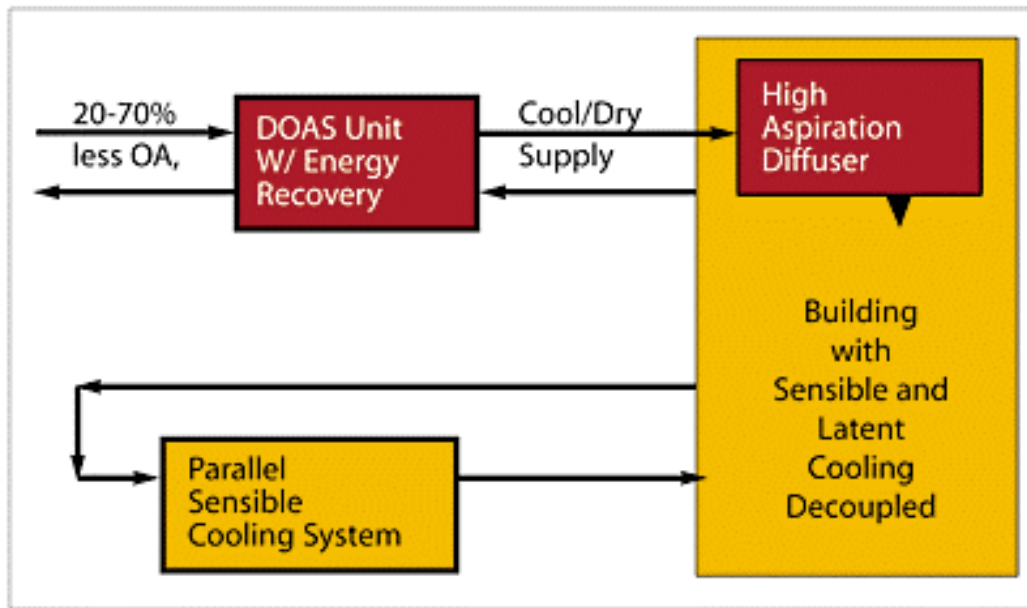 20-70%
less OA,
DOAS Unit
W/ Energy
Recovery
Cool/Dry
Supply
High
Aspiration
Diffuser
Building
with
Sensible and
Latent
Cooling
Decoupled
Parallel
Sensible
Cooling System